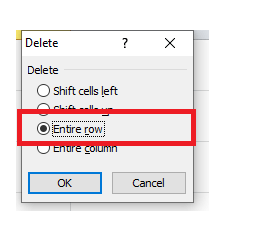 Delete ? ×
Delete
Shift cells left
Shift cells up
Entire row
Entire column
OK Cancel